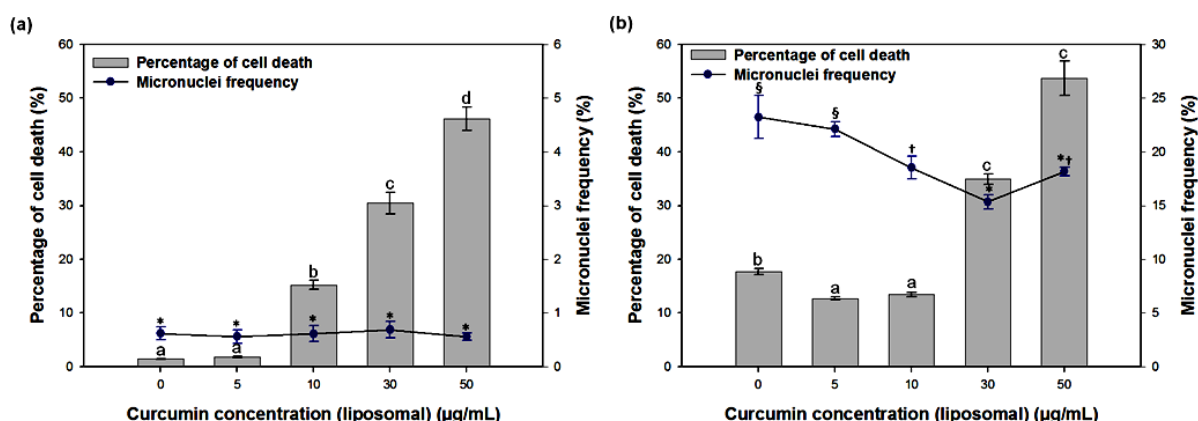 (a)
Percentage of cell death
Micronuclei frequency
Percentage of cell death (%)
60
50
40
30
20
10
0
6
5
4
3
2
1
0
Micronuclei frequency (%)
* * * * *
a a b c d
0 5 10 30 50
Curcumin concentration (liposomal) (µg/mL)
(b)
Percentage of cell death
Micronuclei frequency
Percentage of cell death (%)
60
50
40
30
20
10
0
30
25
20
15
10
5
0
Micronuclei frequency (%)
§ § † * *†
b a a c c
0 5 10 30 50
Curcumin concentration (liposomal) (µg/mL)